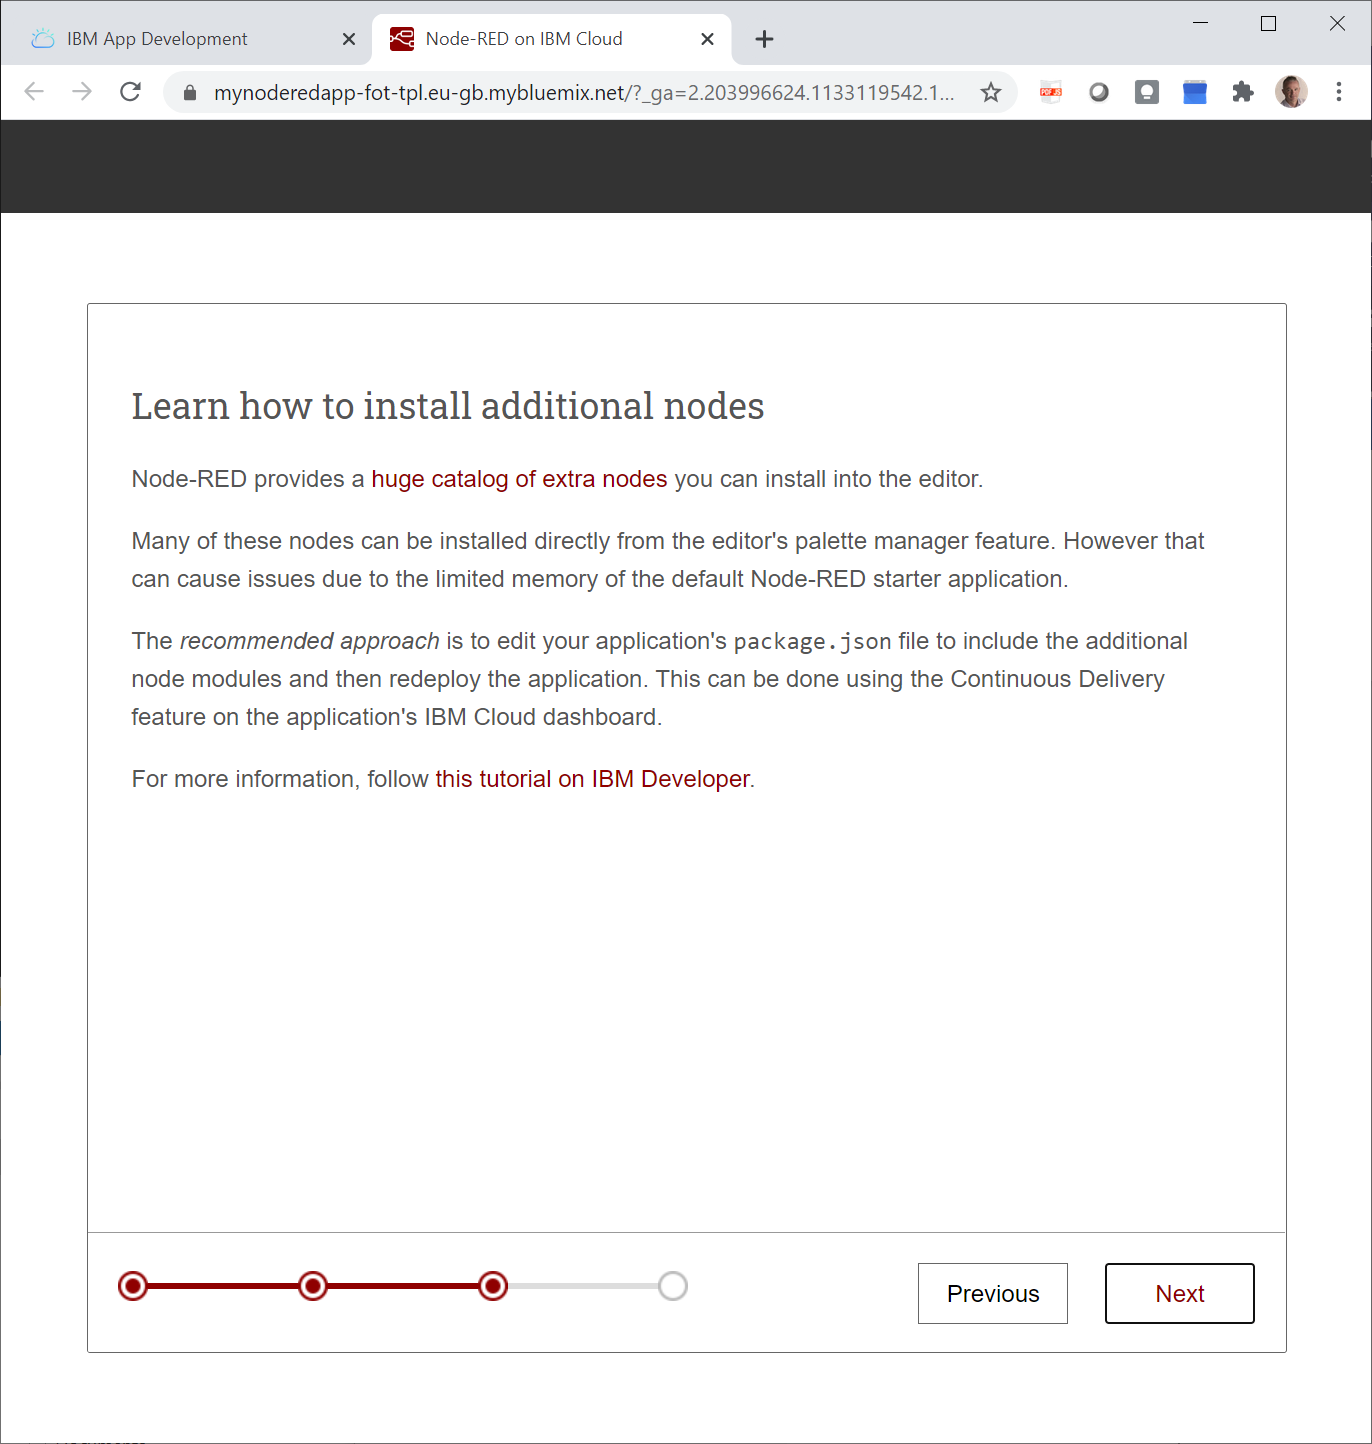 IBM App Development
Node-RED on IBM Cloud
mynoderedapp-fot-tpl.eu-gb.mybluemix.net/?_ga=2.203996624.1133119542.1...
PDF JS
Learn how to install additional nodes
Node-RED provides a huge catalog of extra nodes you can install into the editor.
Many of these nodes can be installed directly from the editor's palette manager feature. However that
can cause issues due to the limited memory of the default Node-RED starter application.
The recommended approach is to edit your application's package.json file to include the additional
node modules and then redeploy the application. This can be done using the Continuous Delivery
feature on the application's IBM Cloud dashboard.
For more information, follow this tutorial on IBM Developer.
Previous
Next